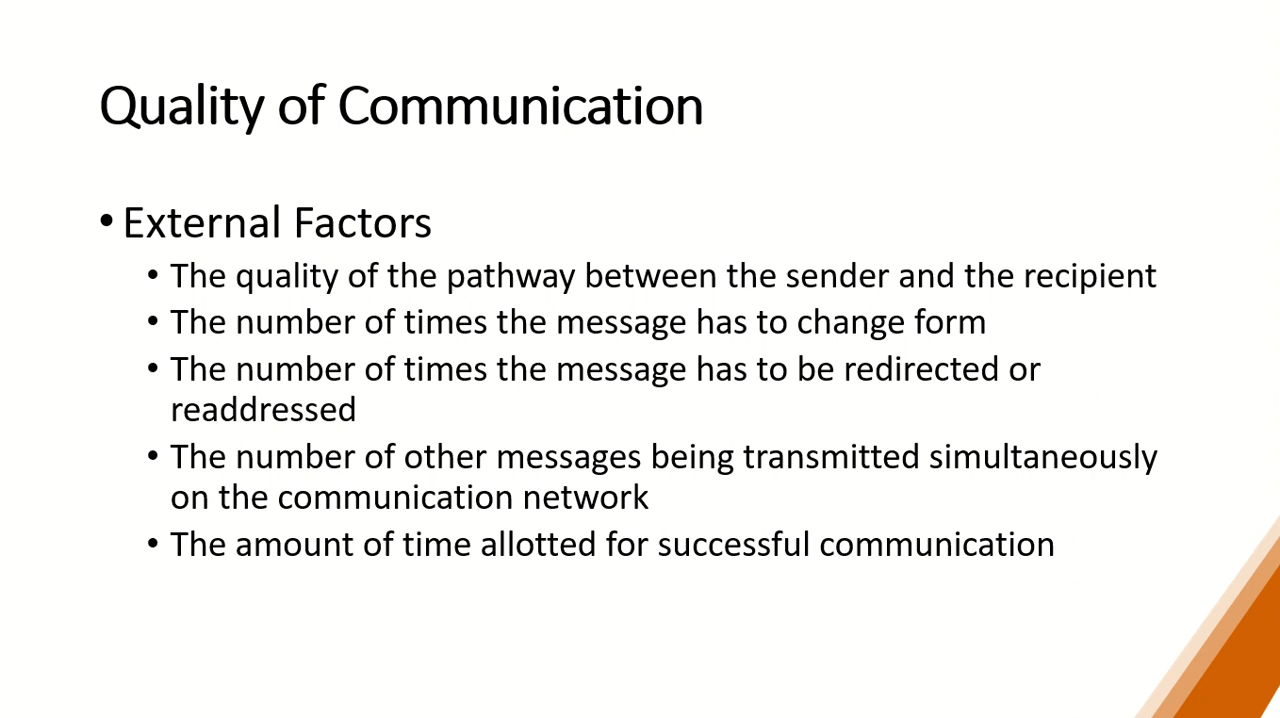 Quality of Communication
• External Factors
• The quality of the pathway between the sender and the recipient
• The number of times the message has to change form
• The number of times the message has to be redirected or
readdressed
• The number of other messages being transmitted simultaneously
on the communication network
• The amount of time allotted for successful communication